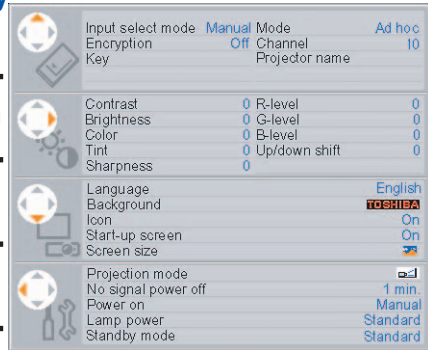 Input select mode Manual Mode Ad hoc
Encryption Off Channel 10
Key Projector name
Contrast 0 R-level 0
Brightness 0 G-level 0
Color 0 B-level 0
Tint 0 Up/down shift 0
Sharpness 0
Language English
Background TOSHIBA
Icon On
Start-up screen On
Screen size
Projection mode
No signal power off 1 min.
Power on Manual
Lamp power Standard
Standby mode Standard